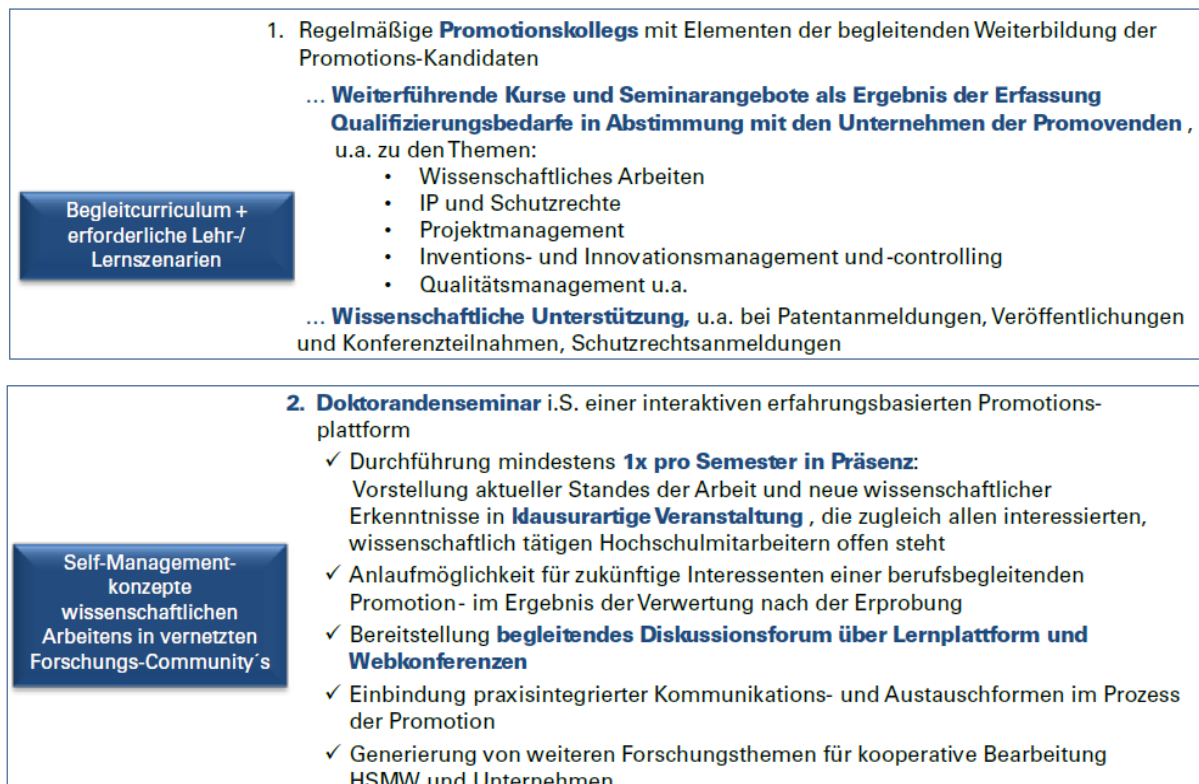 1. Regelmäßige Promotionskollegs mit Elementen der begleitenden Weiterbildung der
Promotions-Kandidaten
... Weiterführende Kurse und Seminarangebote als Ergebnis der Erfassung
Qualifizierungsbedarfe in Abstimmung mit den Unternehmen der Promovenden ,
u.a. zu den Themen:
• Wissenschaftliches Arbeiten
• IP und Schutzrechte
• Projektmanagement
• Inventions- und Innovationsmanagement und -controlling
• Qualitätsmanagement u.a.
... Wissenschaftliche Unterstützung, u.a. bei Patentanmeldungen, Veröffentlichungen
und Konferenzteilnahmen, Schutzrechtsanmeldungen
Begleitcurriculum +
erforderliche Lehr-/
Lernszenarien
2. Doktorandenseminar i.S. einer interaktiven erfahrungsbasierten Promotions-
plattform
✓ Durchführung mindestens 1x pro Semester in Präsenz:
Vorstellung aktueller Standes der Arbeit und neue wissenschaftlicher
Erkenntnisse in klausurartige Veranstaltung , die zugleich allen interessierten,
wissenschaftlich tätigen Hochschulmitarbeitern offen steht
✓ Anlaufmöglichkeit für zukünftige Interessenten einer berufsbegleitenden
Promotion- im Ergebnis der Verwertung nach der Erprobung
✓ Bereitstellung begleitendes Diskussionsforum über Lernplattform und
Webkonferenzen
✓ Einbindung praxisintegrierter Kommunikations- und Austauschformen im Prozess
der Promotion
✓ Generierung von weiteren Forschungsthemen für kooperative Bearbeitung
HSMW und Unternehmen
Self-Management-
konzepte
wissenschaftlichen
Arbeitens in vernetzten
Forschungs-Community´s